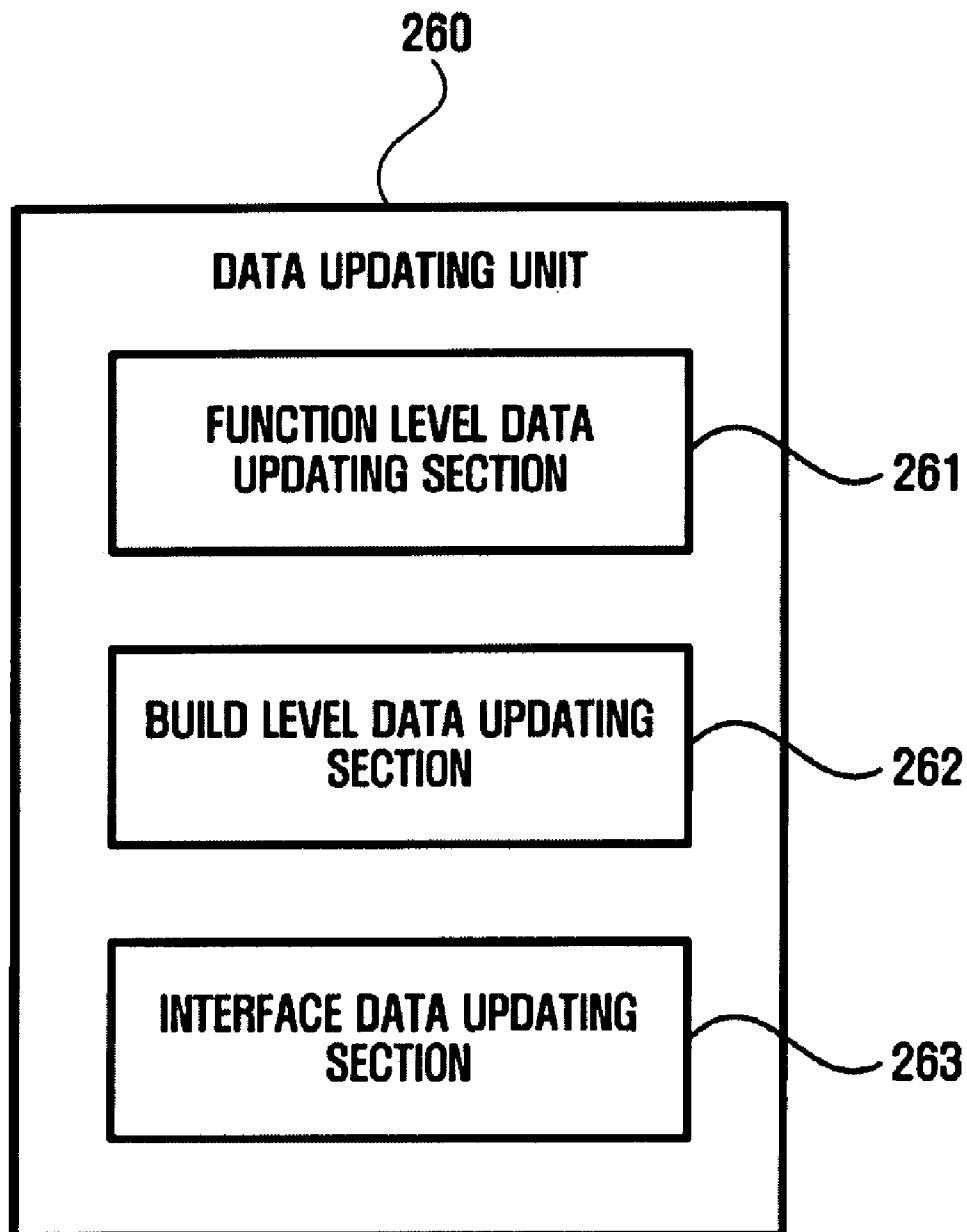 260
DATA UPDATING UNIT
FUNCTION LEVEL DATA
UPDATING SECTION
261
BUILD LEVEL DATA UPDATING
SECTION
262
INTERFACE DATA UPDATING
SECTION
263